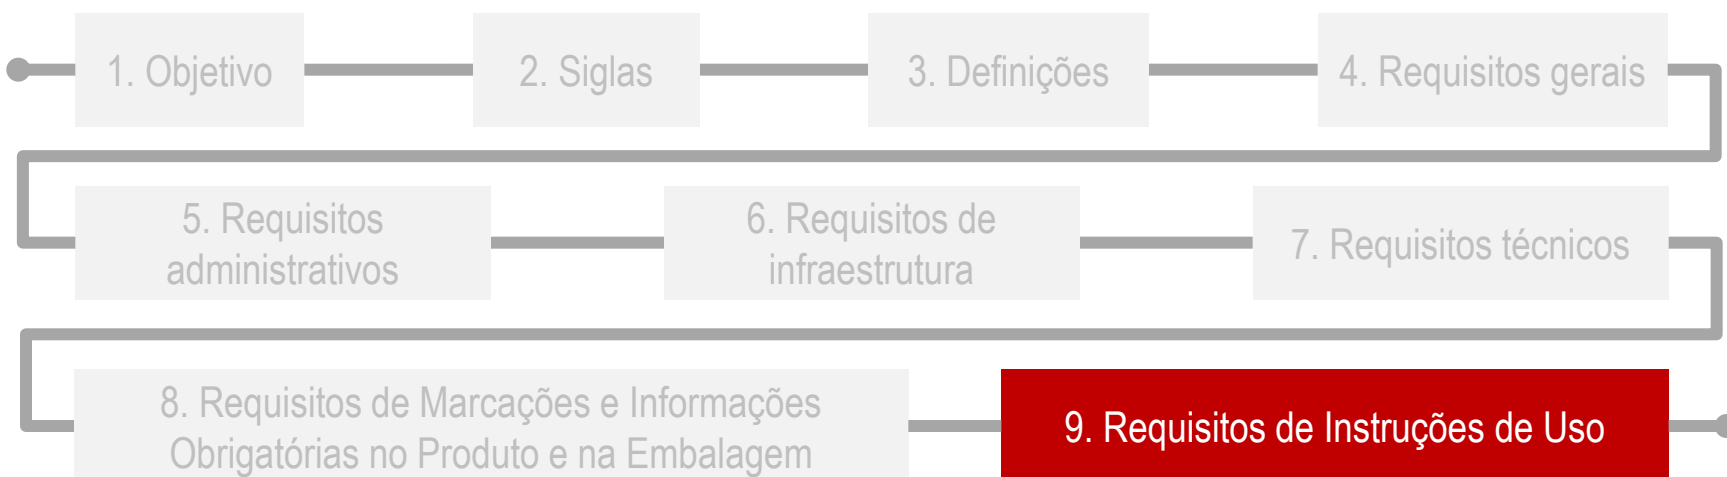 1. Objetivo
2. Siglas
3. Definições
4. Requisitos gerais
5. Requisitos
administrativos
6. Requisitos de
infraestrutura
7. Requisitos técnicos
8. Requisitos de Marcações e Informações
Obrigatórias no Produto e na Embalagem
9. Requisitos de Instruções de Uso